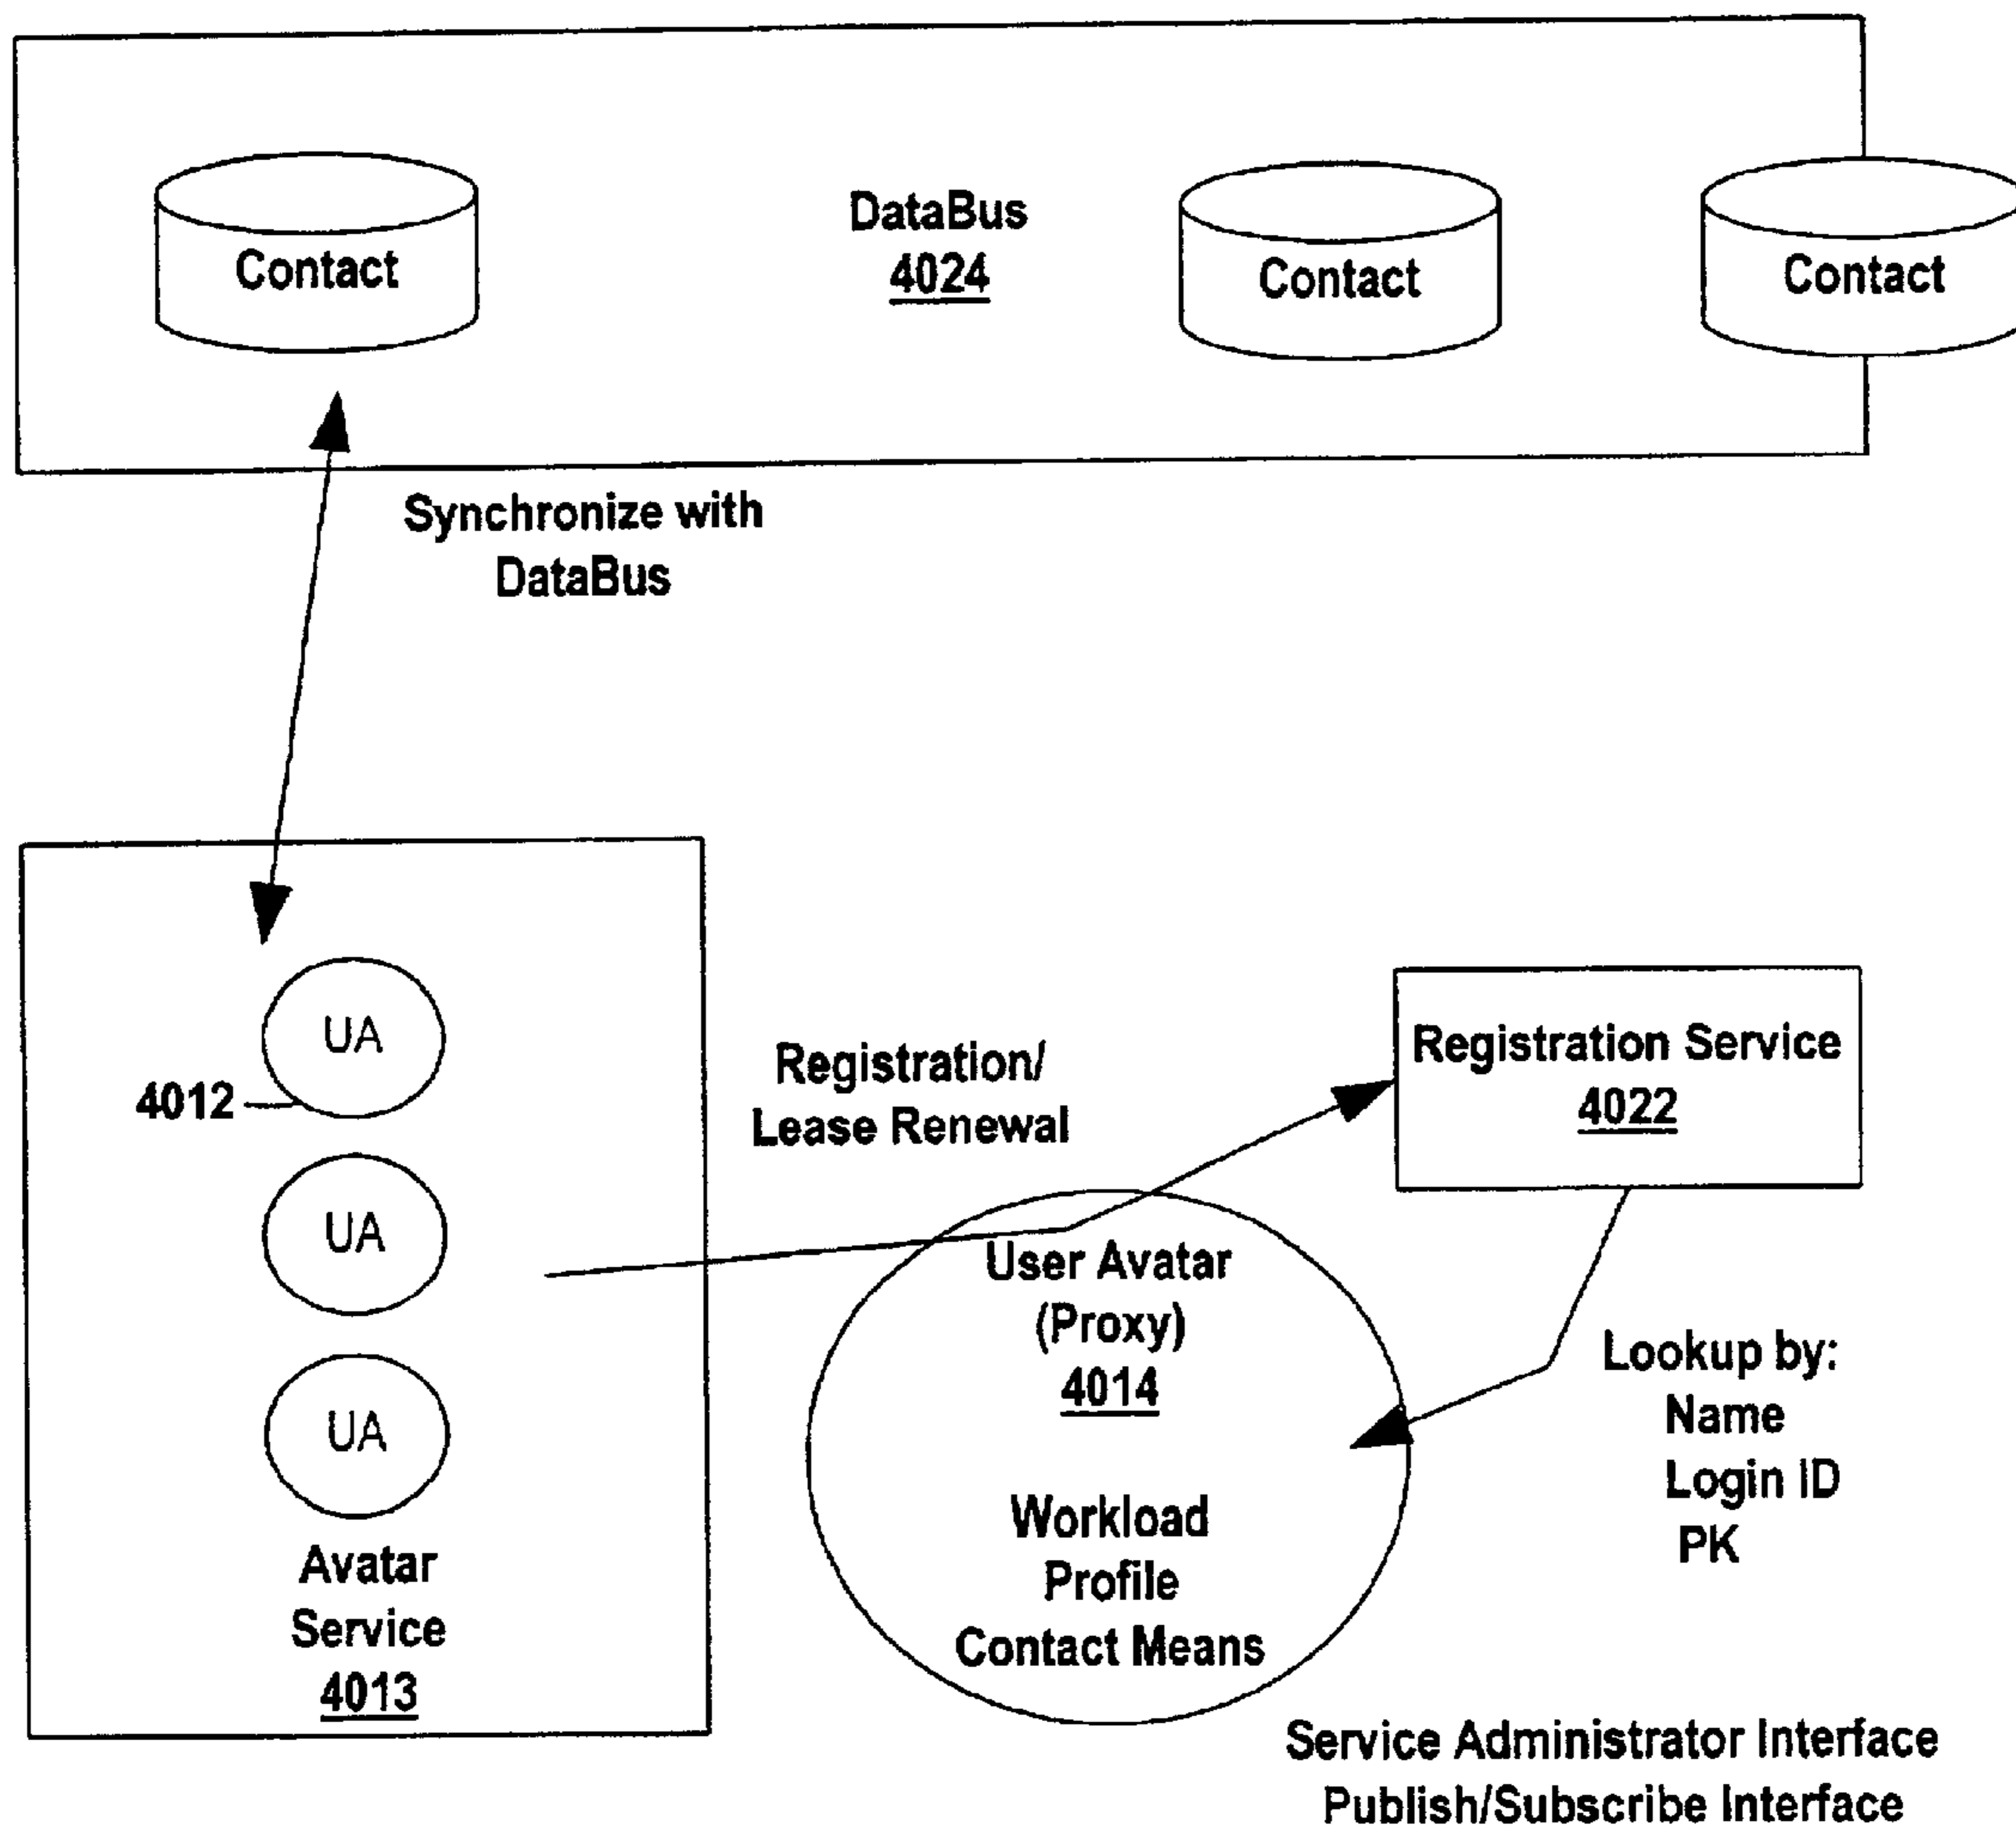 Contact
DataBus
4024
Contact
Contact
Synchronize with
DataBus
UA
4012
UA
UA
Avatar
Service
4013
Registration/
Lease Renewal
Registration Service
4022
User Avatar
(Proxy)
4014
Workload
Profile
Contact Means
Lookup by:
Name
Login ID
PK
Service Administrator Interface
Publish/Subscribe Interface